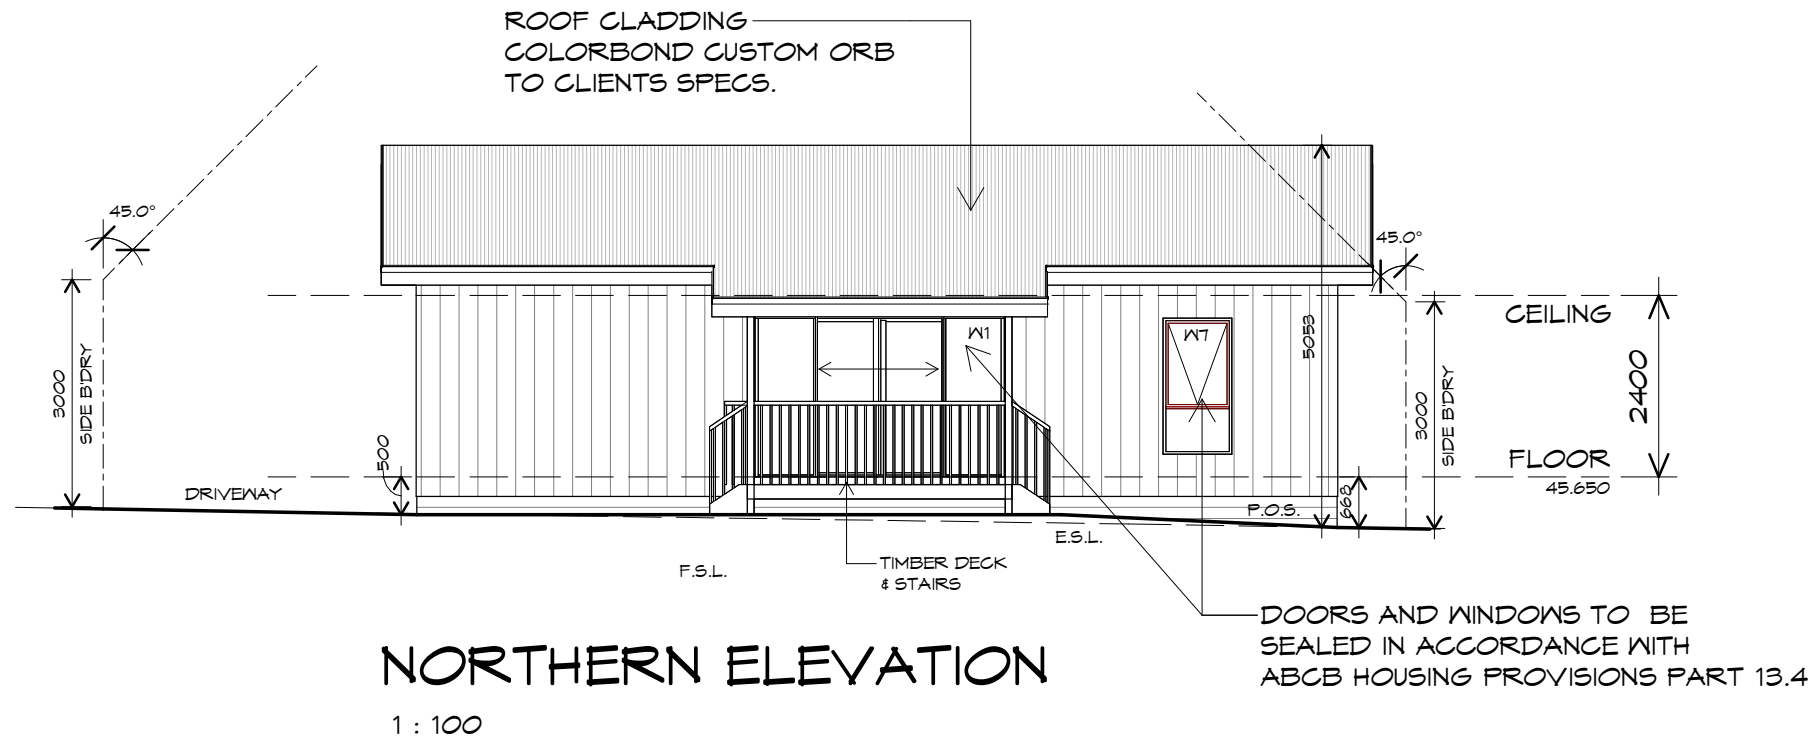 ROOF CLADDING
COLORBOND CUSTOM ORB
TO CLIENTS SPECS.
45.0°
45.0°
3000
SIDE B'DRY
DRIVEWAY
500
W1
W7
5053
CEILING
2400
3000
SIDE B'DRY
FLOOR
45.650
668
P.O.S.
E.S.L.
F.S.L.
TIMBER DECK
& STAIRS
DOORS AND WINDOWS TO BE
SEALED IN ACCORDANCE WITH
ABCB HOUSING PROVISIONS PART 13.4
NORTHERN ELEVATION
1 : 100